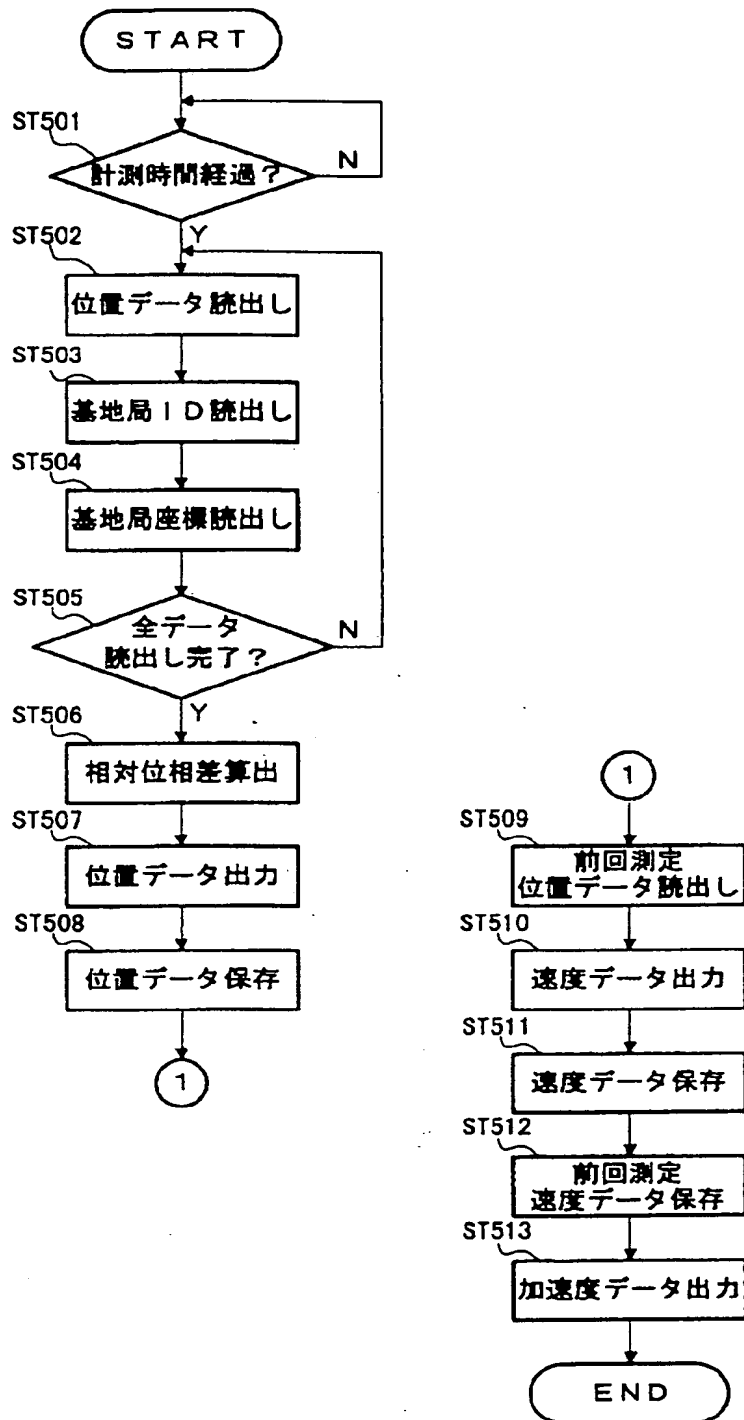 START
ST501
計測時間経過?
N
Y
ST502
位置データ読出し
ST503
基地局ID読出し
ST504
基地局座標読出し
ST505
全データ
読出し完了?
N
Y
ST506
相対位相差算出
ST507
位置データ出力
ST508
位置データ保存
1
1
ST509
前回測定
位置データ読出し
ST510
速度データ出力
ST511
速度データ保存
ST512
前回測定
速度データ保存
ST513
加速度データ出力
END